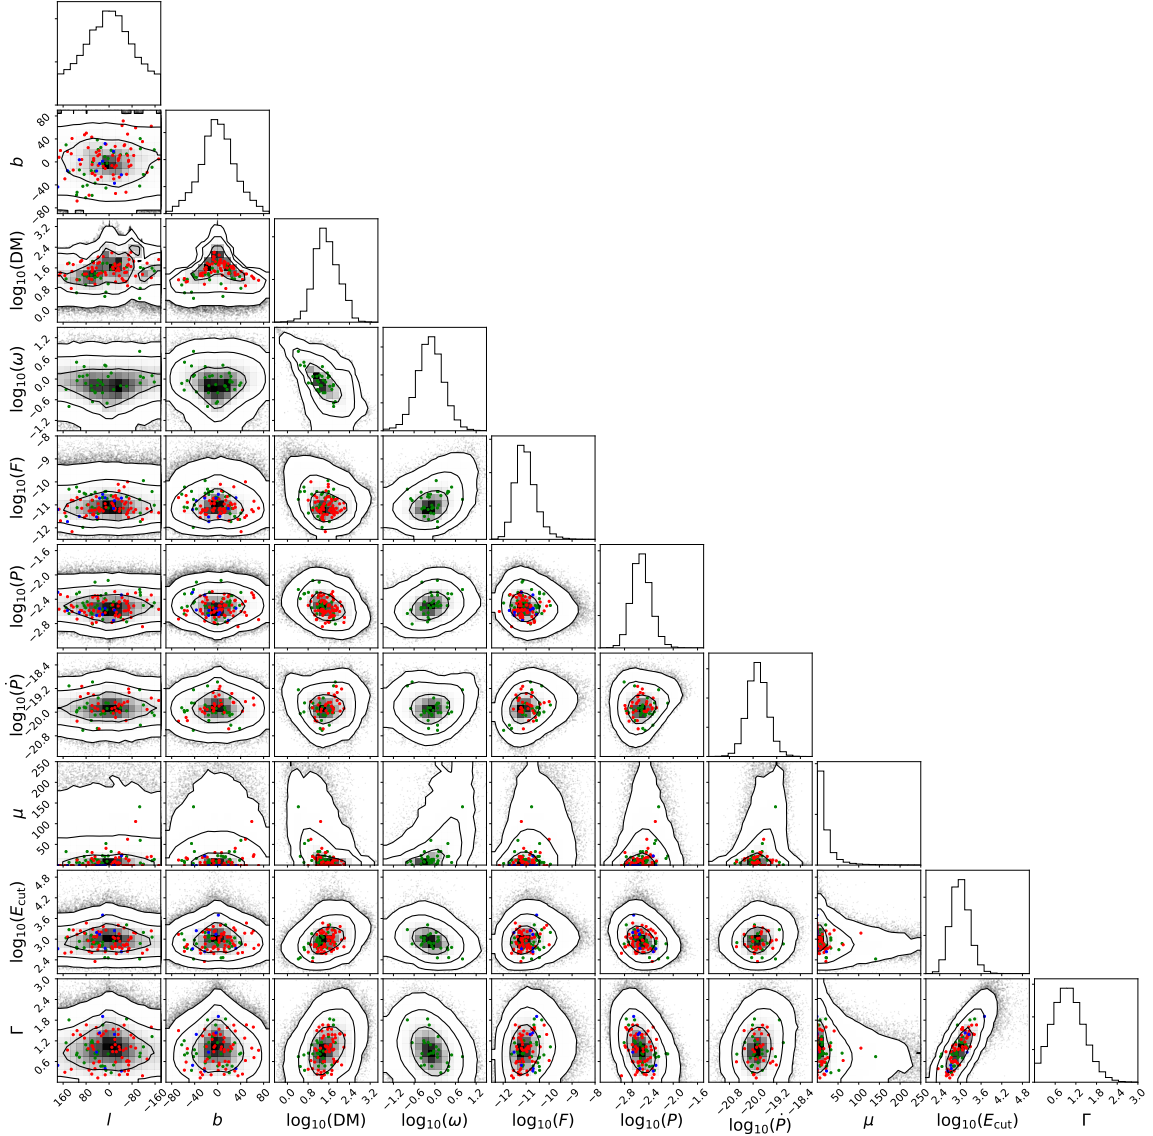 b
80
40
0
−40
−80
log₁₀(DM)
3.2
2.4
1.6
0.8
0.0
log₁₀(ω)
1.2
0.6
0.0
−0.6
−1.2
log₁₀(F)
−8
−9
−10
−11
−12
log₁₀(P)
−1.6
−2.0
−2.4
−2.8
log₁₀(Ṗ)
−18.4
−19.2
−20.0
−20.8
μ
250
200
150
100
50
log₁₀(E_cut)
4.8
4.2
3.6
3.0
2.4
Γ
3.0
2.4
1.8
1.2
0.6
160 80 0 −80 −160
−80 −40 0 40 80
0.0 0.8 1.6 2.4 3.2
−1.2 −0.6 0.0 0.6 1.2
−12 −11 −10 −9 −8
−2.8 −2.4 −2.0 −1.6
−20.8 −20.0 −19.2 −18.4
50 100 150 200 250
2.4 3.0 3.6 4.2 4.8
0.6 1.2 1.8 2.4 3.0
l b log₁₀(DM) log₁₀(ω) log₁₀(F) log₁₀(P) log₁₀(Ṗ) μ log₁₀(E_cut) Γ